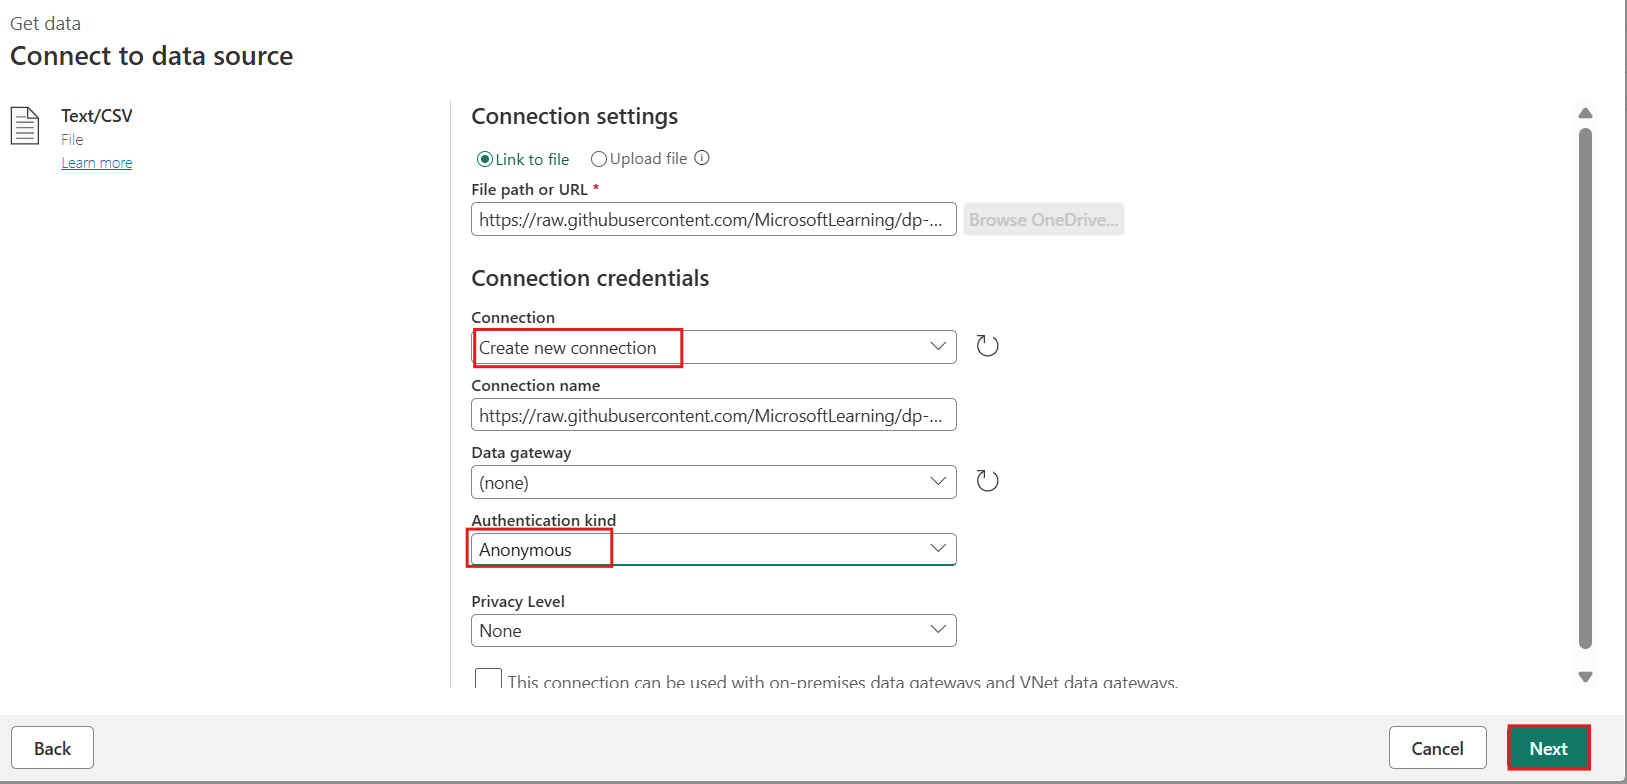 Get data
Connect to data source
Text/CSV
File
Learn more
Connection settings
Link to file Upload file
File path or URL *
https://raw.githubusercontent.com/MicrosoftLearning/dp-... Browse OneDrive...
Connection credentials
Connection
Create new connection
Connection name
https://raw.githubusercontent.com/MicrosoftLearning/dp-...
Data gateway
(none)
Authentication kind
Anonymous
Privacy Level
None
This connection can be used with on-premises data gateways and VNet data gateways.
Back Cancel Next